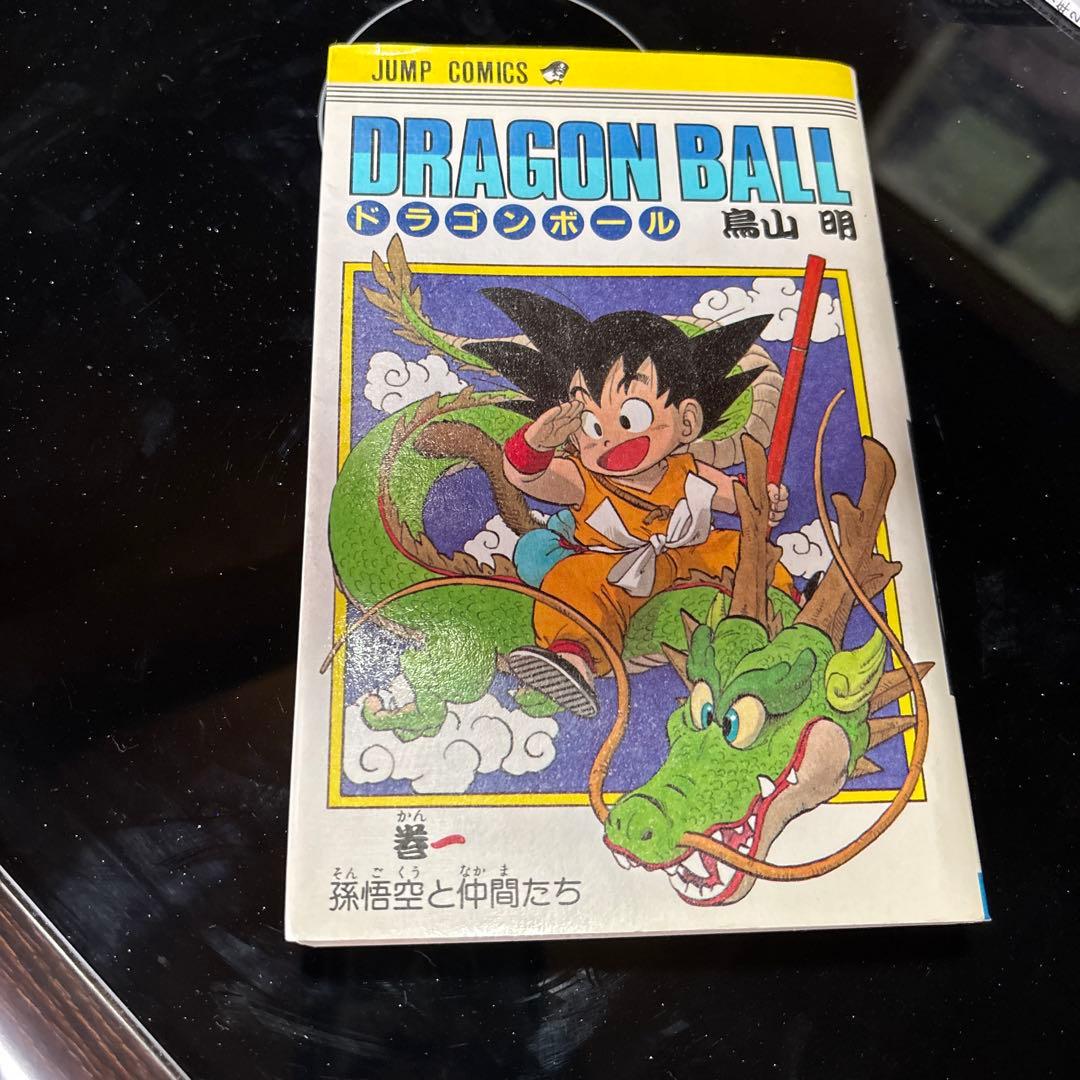 JUMP COMICS
DRAGON BALL
ドラゴンボール 鳥山 明
かん
巻一
そんごくう なかま
孫悟空と仲間たち